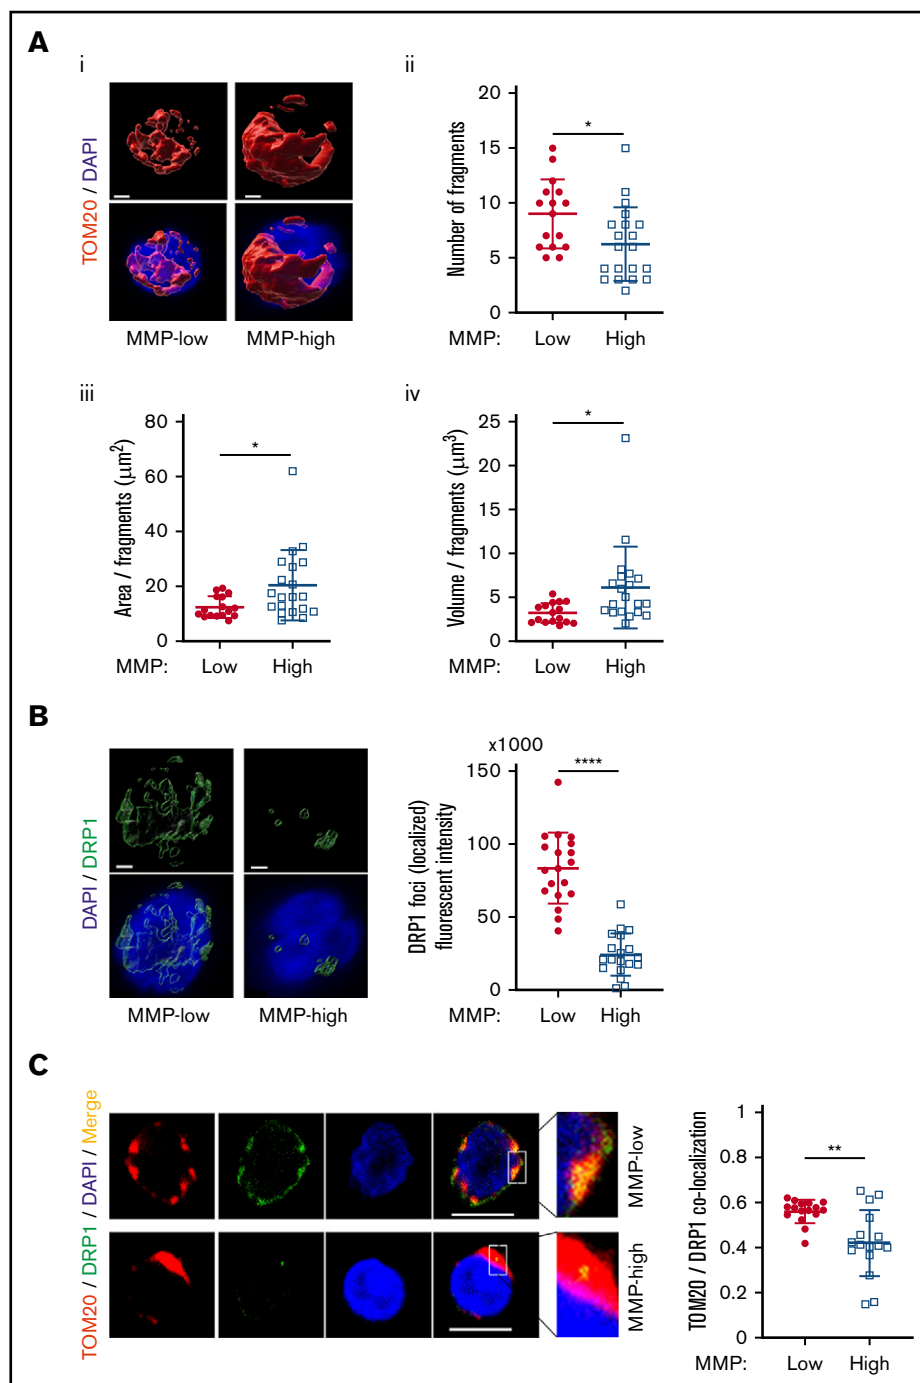 A
i
TOM20 / DAPI
MMP-low
MMP-high
ii
Number of fragments
20
15
10
5
0
*
MMP:
Low
High
iii
Area / fragments (μm²)
80
60
40
20
0
*
MMP:
Low
High
iv
Volume / fragments (μm³)
25
20
15
10
5
0
*
MMP:
Low
High
B
DAPI / DRP1
MMP-low
MMP-high
x1000
DRP1 foci (localized)
fluorescent intensity
150
100
50
0
****
MMP:
Low
High
C
TOM20 / DRP1 / DAPI / Merge
MMP-low
MMP-high
TOM20 / DRP1 co-localization
1
0.8
0.6
0.4
0.2
0
**
MMP:
Low
High